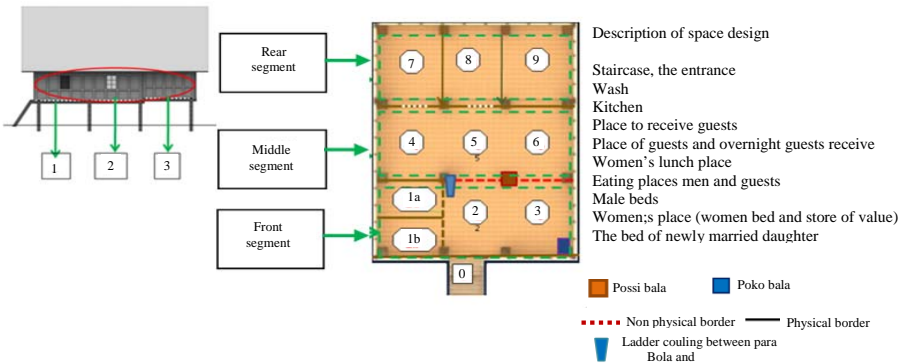 1
2
3
Rear
segment
Middle
segment
Front
segment
7
8
9
4
5
5
6
1a
1b
2
2
3
0
Description of space design
Staircase, the entrance
Wash
Kitchen
Place to receive guests
Place of guests and overnight guests receive
Women's lunch place
Eating places men and guests
Male beds
Women;s place (women bed and store of value)
The bed of newly married daughter
Possi bala
Poko bala
Non physical border
Physical border
Ladder couling between para
Bola and